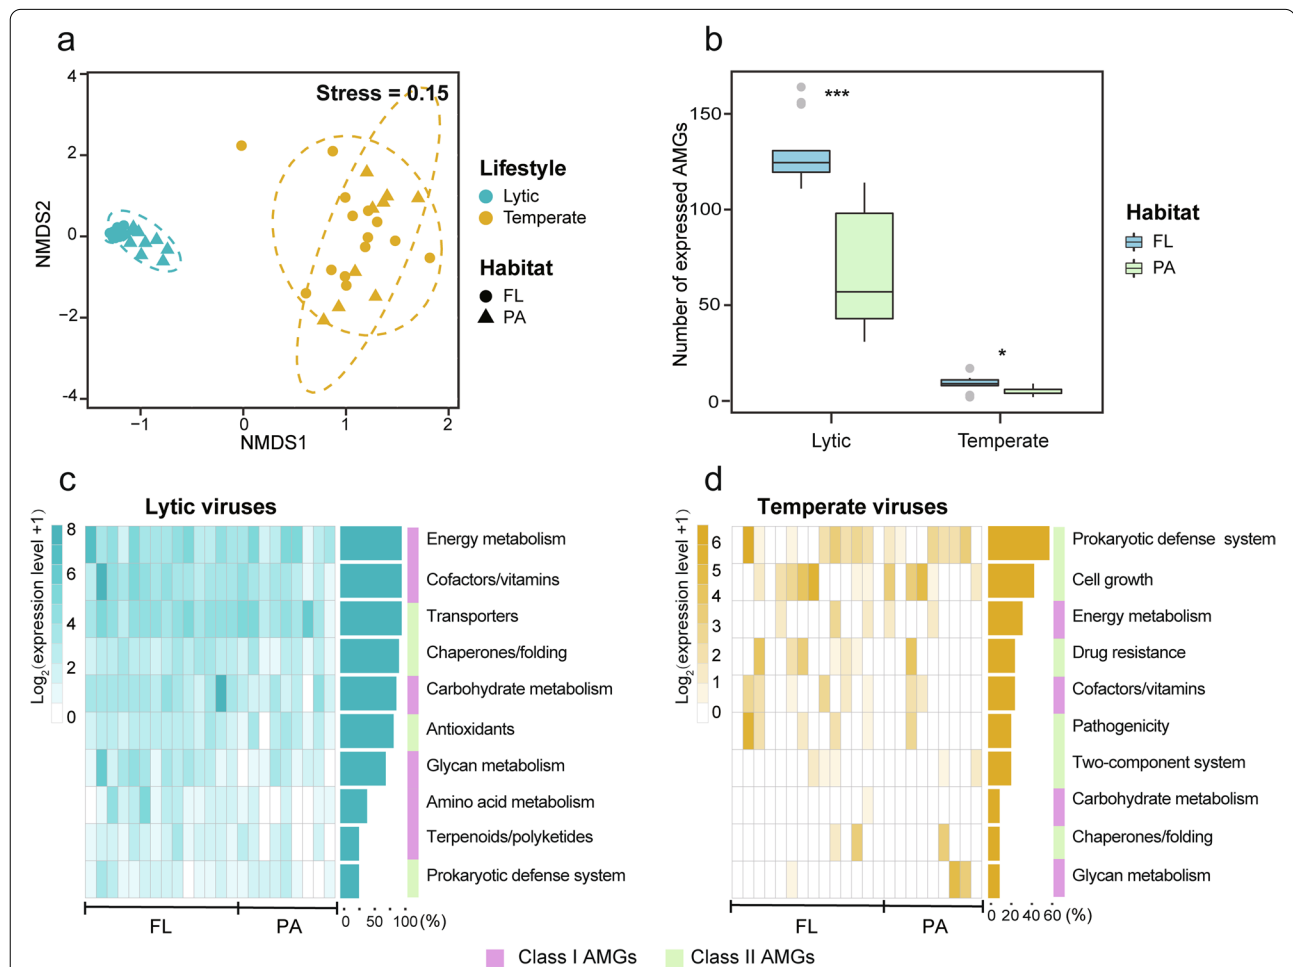 a
Stress = 0.15
4
2
0
−2
-4
NMDS2
−1
0
1
2
NMDS1
Lifestyle
Lytic
Temperate
Habitat
FL
PA
b
***
*
150
100
50
0
Number of expressed AMGs
Lytic
Temperate
Habitat
FL
PA
c
Lytic viruses
Log2(expression level +1)
8
6
4
2
0
Energy metabolism
Cofactors/vitamins
Transporters
Chaperones/folding
Carbohydrate metabolism
Antioxidants
Glycan metabolism
Amino acid metabolism
Terpenoids/polyketides
Prokaryotic defense system
FL
PA
0 50 100 (%)
d
Temperate viruses
Log2(expression level +1)
6
5
4
3
2
1
0
Prokaryotic defense system
Cell growth
Energy metabolism
Drug resistance
Cofactors/vitamins
Pathogenicity
Two-component system
Carbohydrate metabolism
Chaperones/folding
Glycan metabolism
FL
PA
0 20 40 60 (%)
Class I AMGs
Class II AMGs